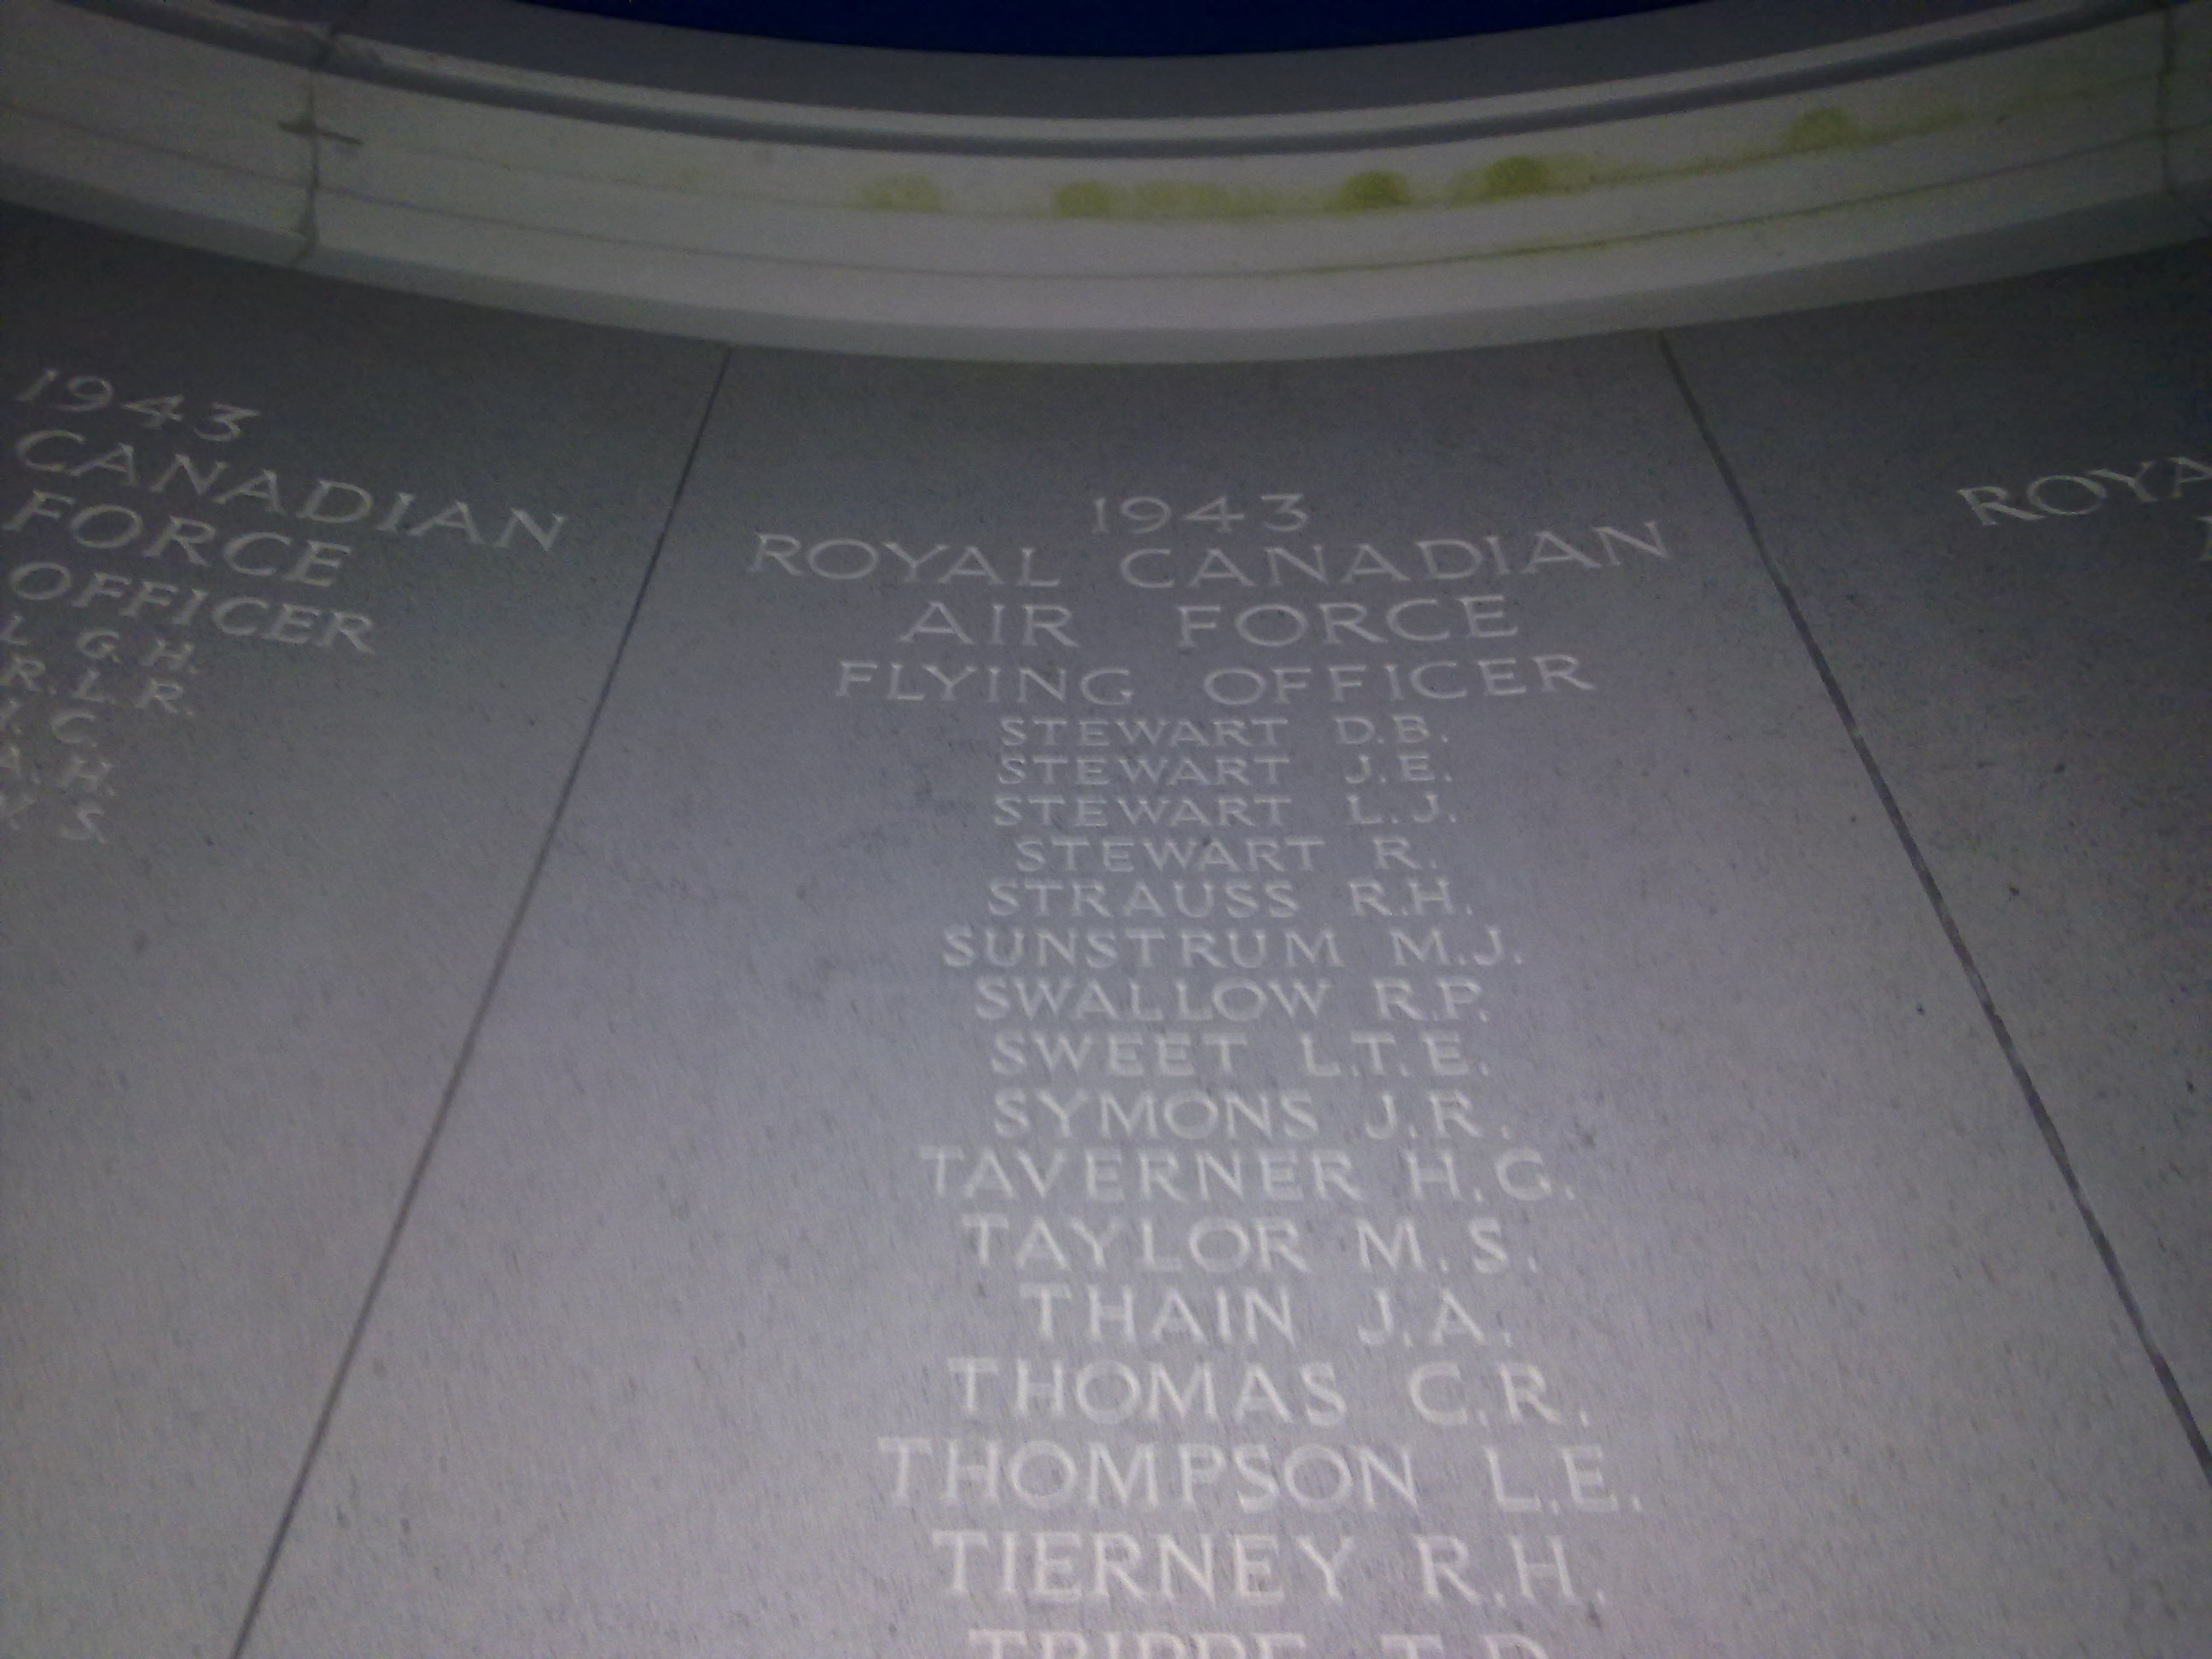 1943
CANADIAN
FORCE
OFFICER
G. H.
R. L. R.
C.
A. H.
S.
1943
ROYAL CANADIAN
AIR FORCE
FLYING OFFICER
STEWART D.B.
STEWART J.E.
STEWART L.J.
STEWART R.
STRAUSS R.H.
SUNSTRUM M.J.
SWALLOW R.P.
SWEET L.T.E.
SYMONS J.R.
TAVERNER H.G.
TAYLOR M.S.
THAIN J.A.
THOMAS C.R.
THOMPSON L.E.
TIERNEY R.H.